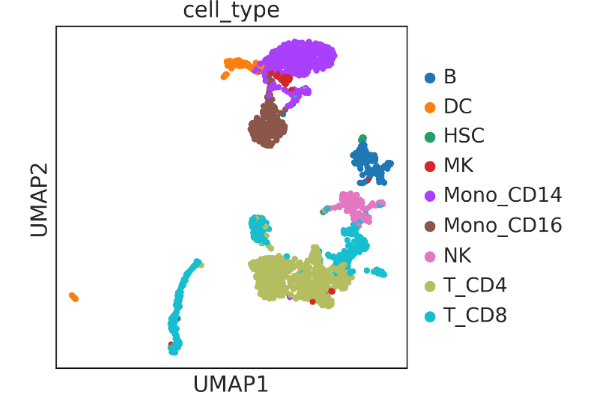 cell_type
UMAP2
UMAP1
B
DC
HSC
MK
Mono_CD14
Mono_CD16
NK
T_CD4
T_CD8